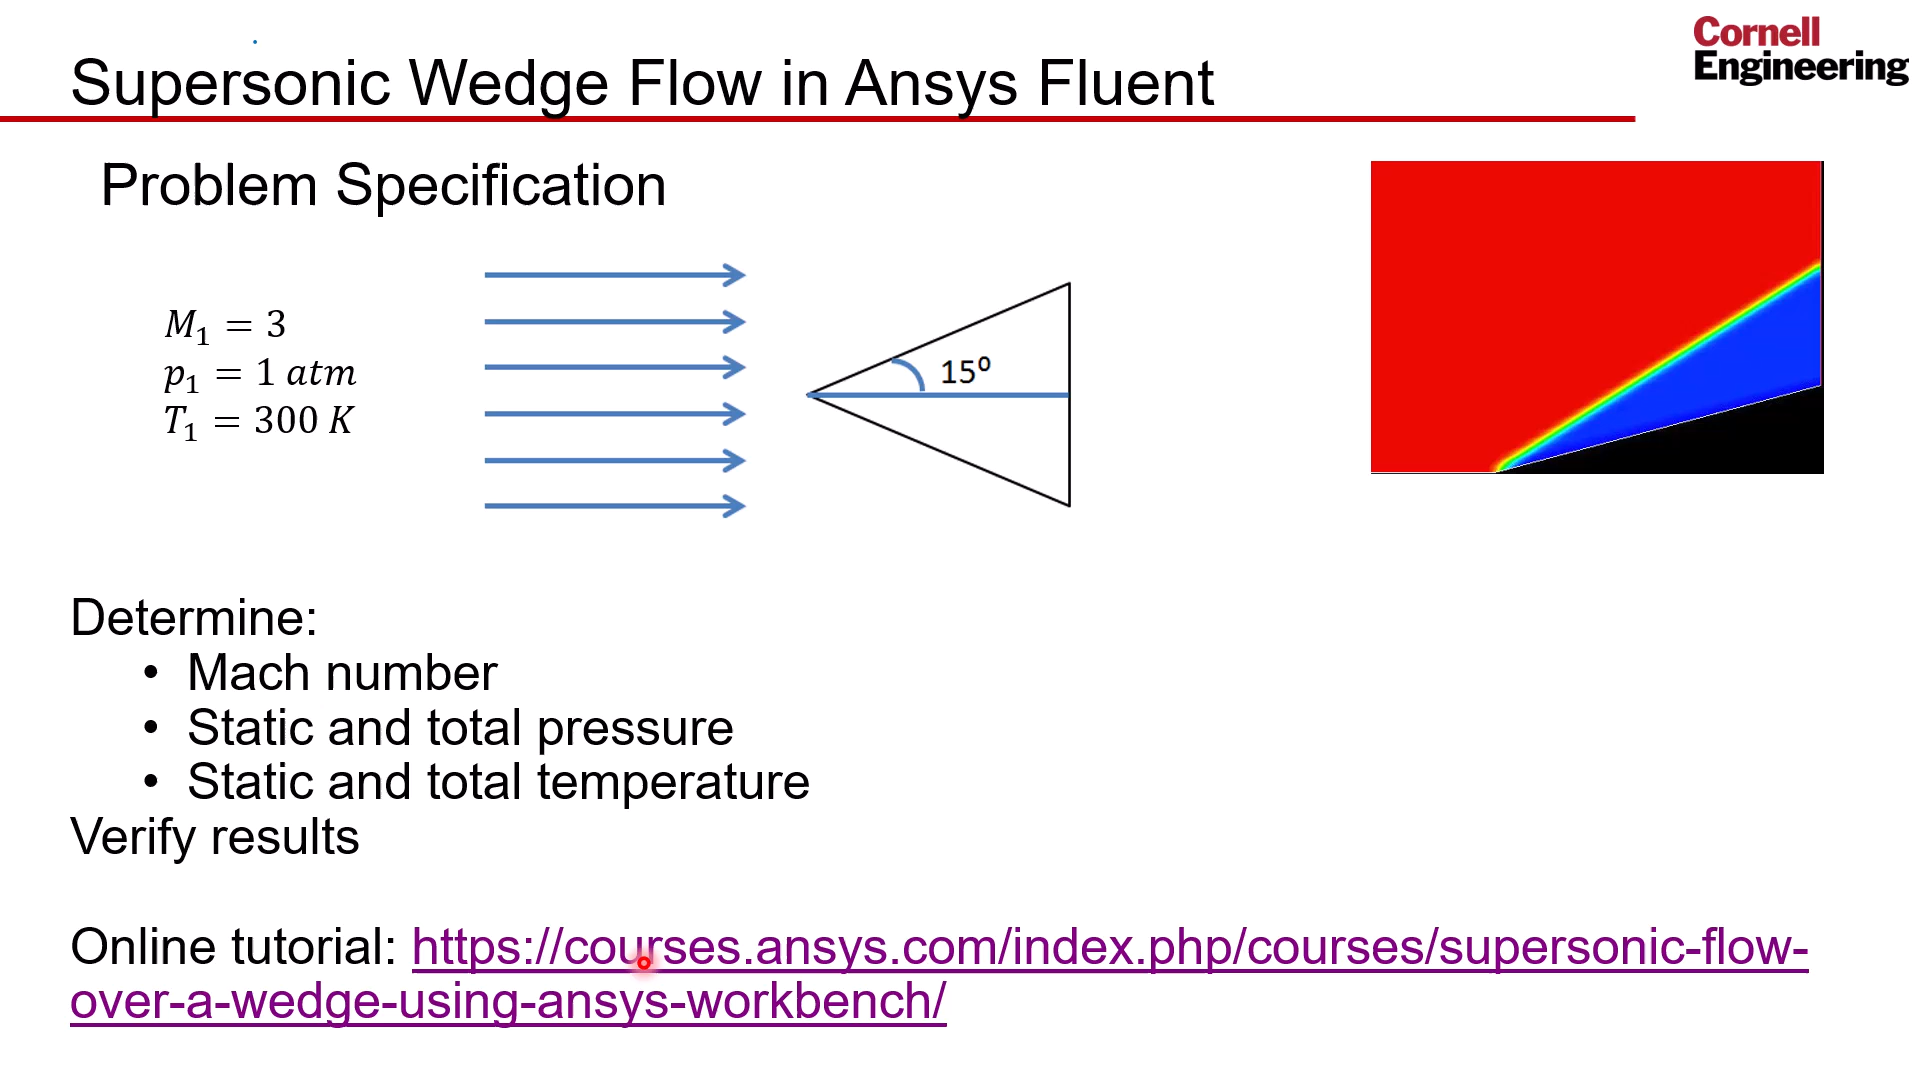 Cornell
Engineering
Supersonic Wedge Flow in Ansys Fluent
Problem Specification
M₁ = 3
p₁ = 1 atm
T₁ = 300 K
15⁰
Determine:
• Mach number
• Static and total pressure
• Static and total temperature
Verify results
Online tutorial: https://courses.ansys.com/index.php/courses/supersonic-flow-
over-a-wedge-using-ansys-workbench/